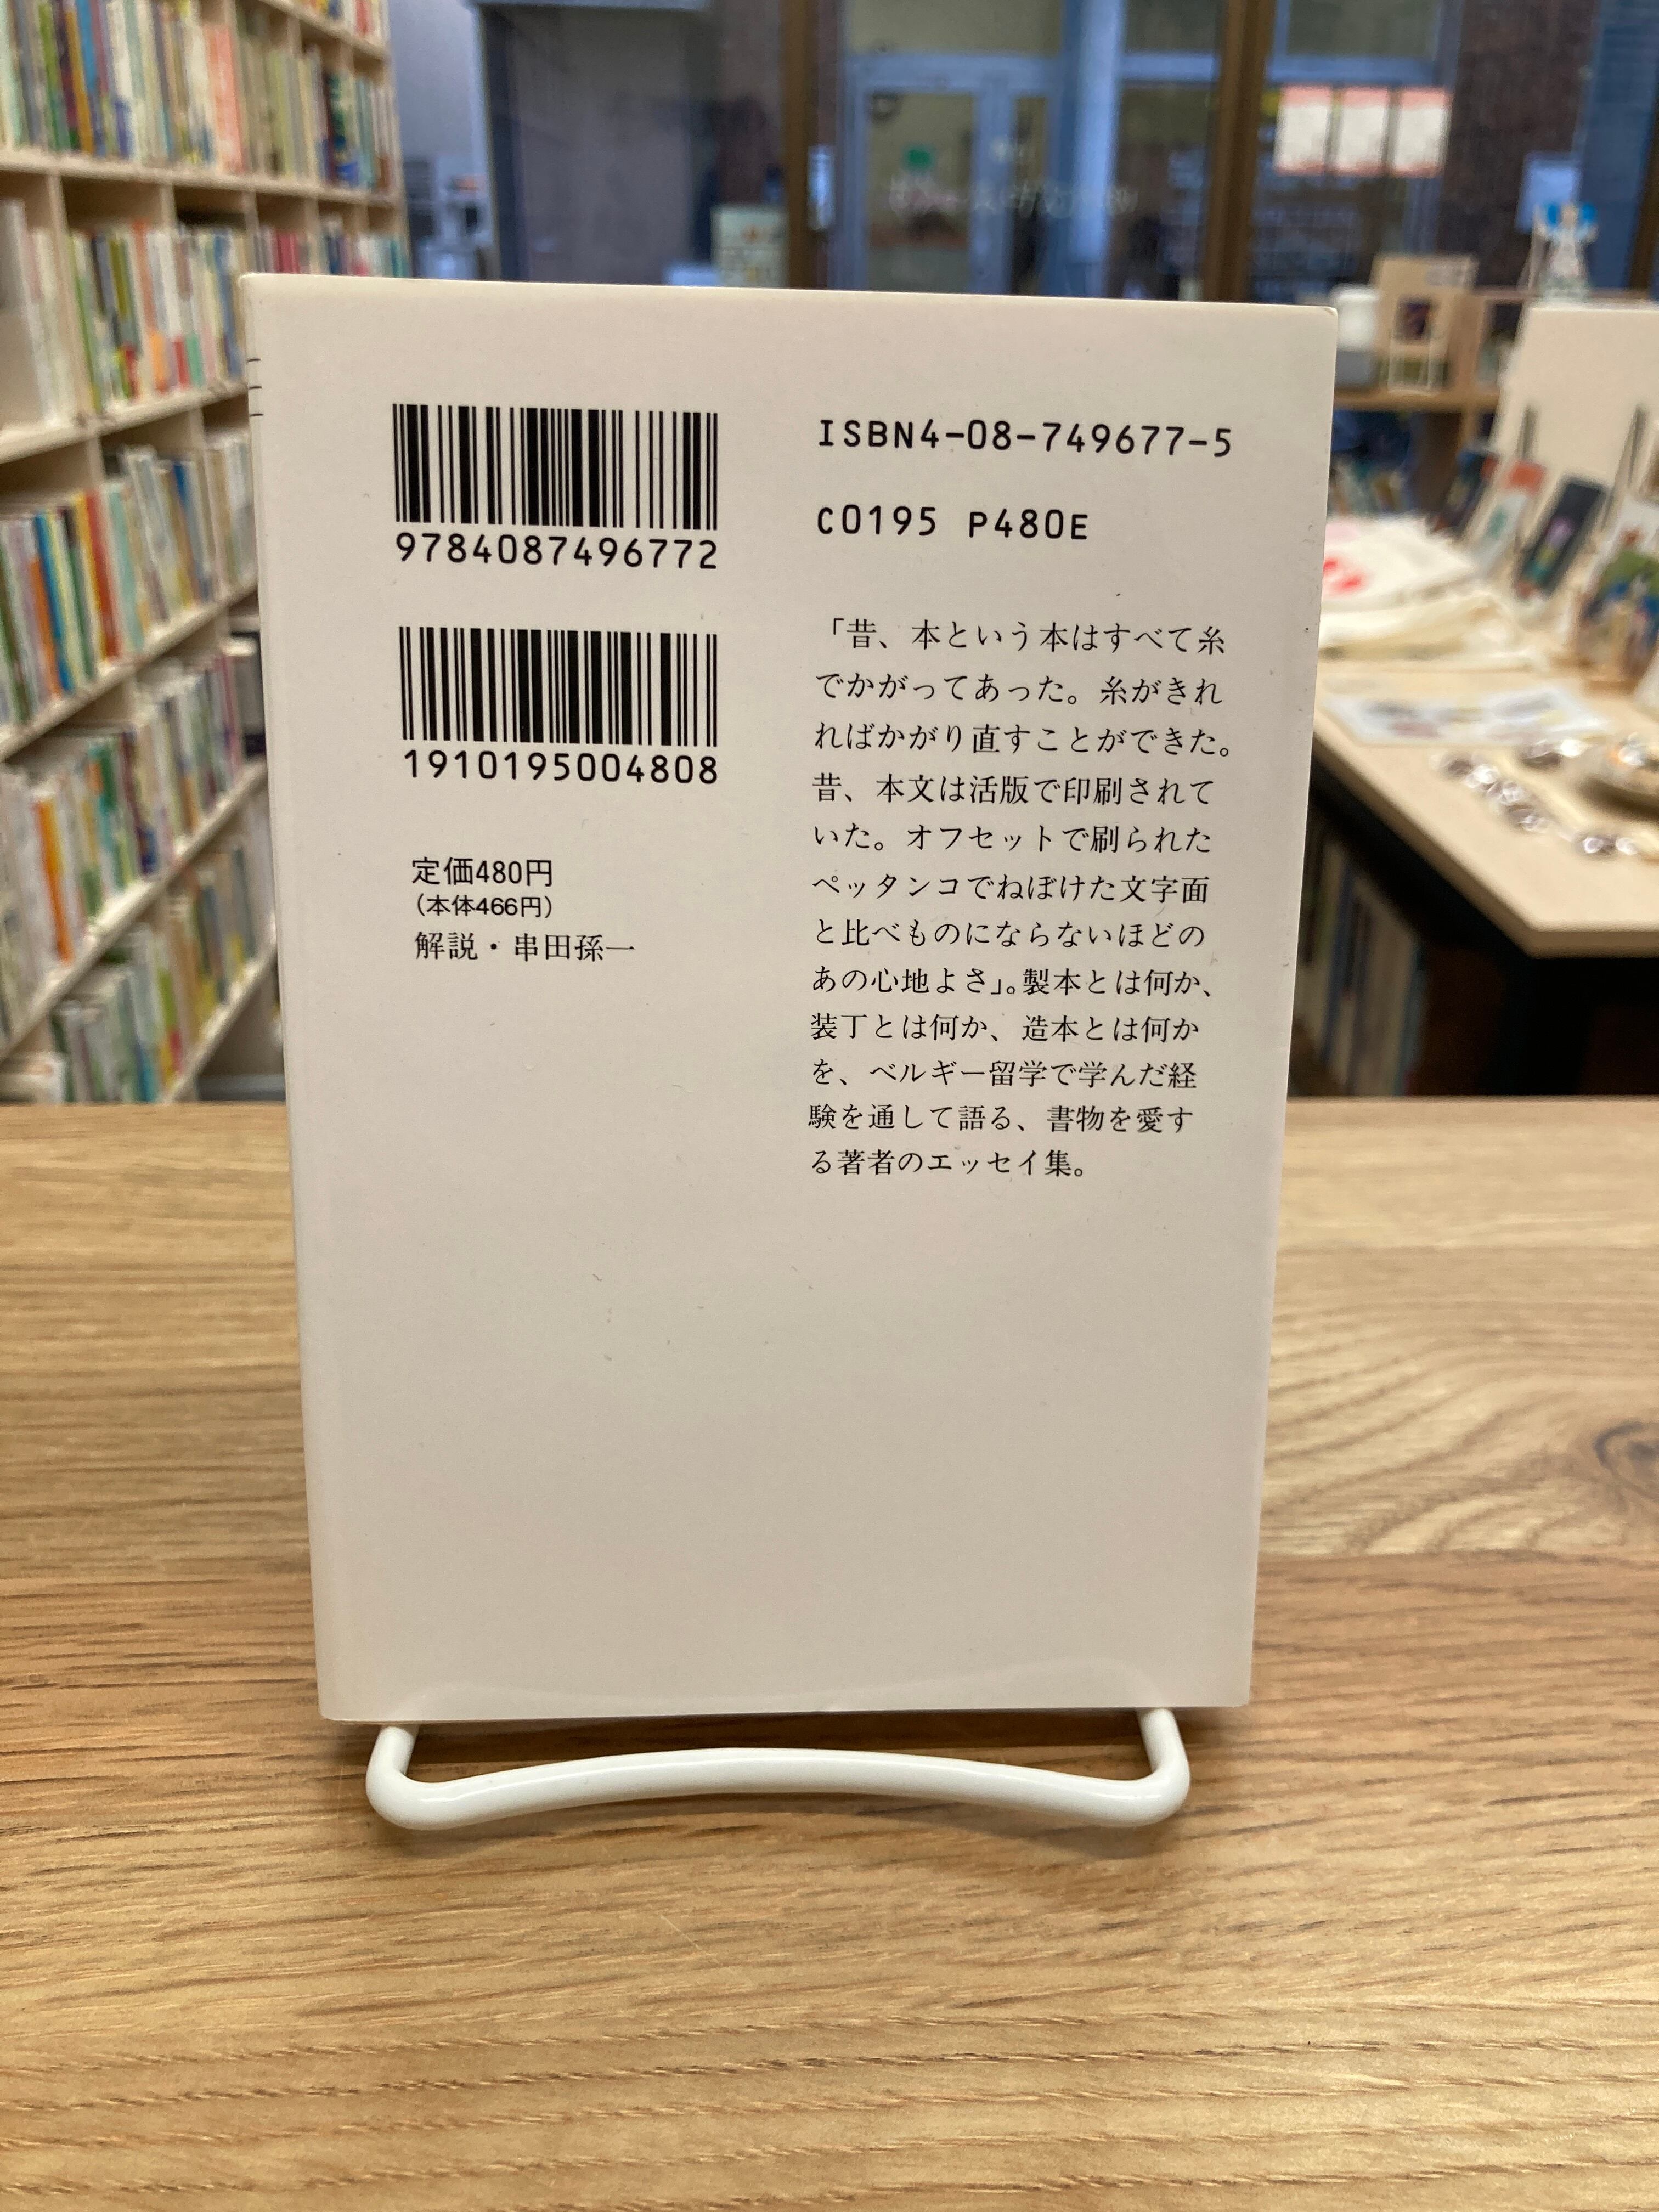 9784087496772
1910195004808
定価480円
(本体466円)
解説・串田孫一
ISBN4-08-749677-5
C0195 P480E
「昔、本という本はすべて糸
でかがってあった。糸がきれ
ればかがり直すことができた。
昔、本文は活版で印刷されて
いた。オフセットで刷られた
ペッタンコでねぼけた文字面
と比べものにならないほどの
あの心地よさ」。製本とは何か、
装丁とは何か、造本とは何か
を、ベルギー留学で学んだ経
験を通して語る、書物を愛す
る著者のエッセイ集。